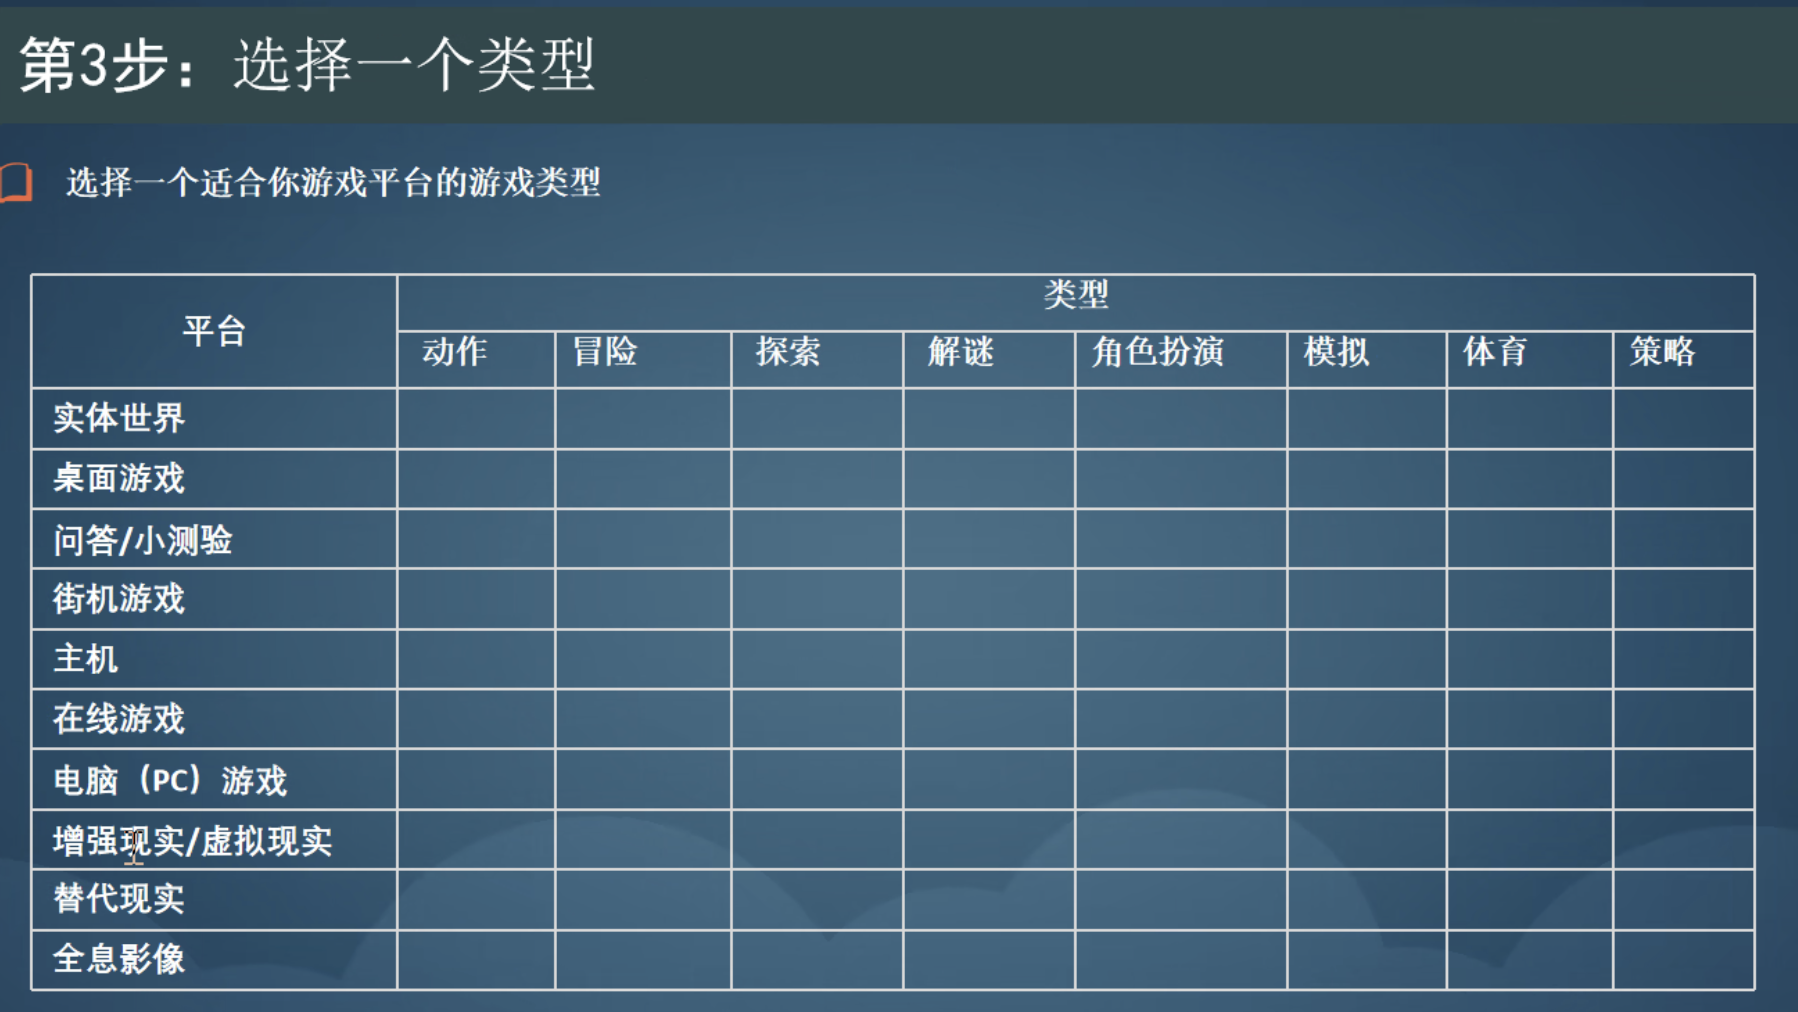 第3步：选择一个类型
选择一个适合你游戏平台的游戏类型
平台
类型
动作
冒险
探索
解谜
角色扮演
模拟
体育
策略
实体世界
桌面游戏
问答/小测验
街机游戏
主机
在线游戏
电脑（PC）游戏
增强现实/虚拟现实
替代现实
全息影像